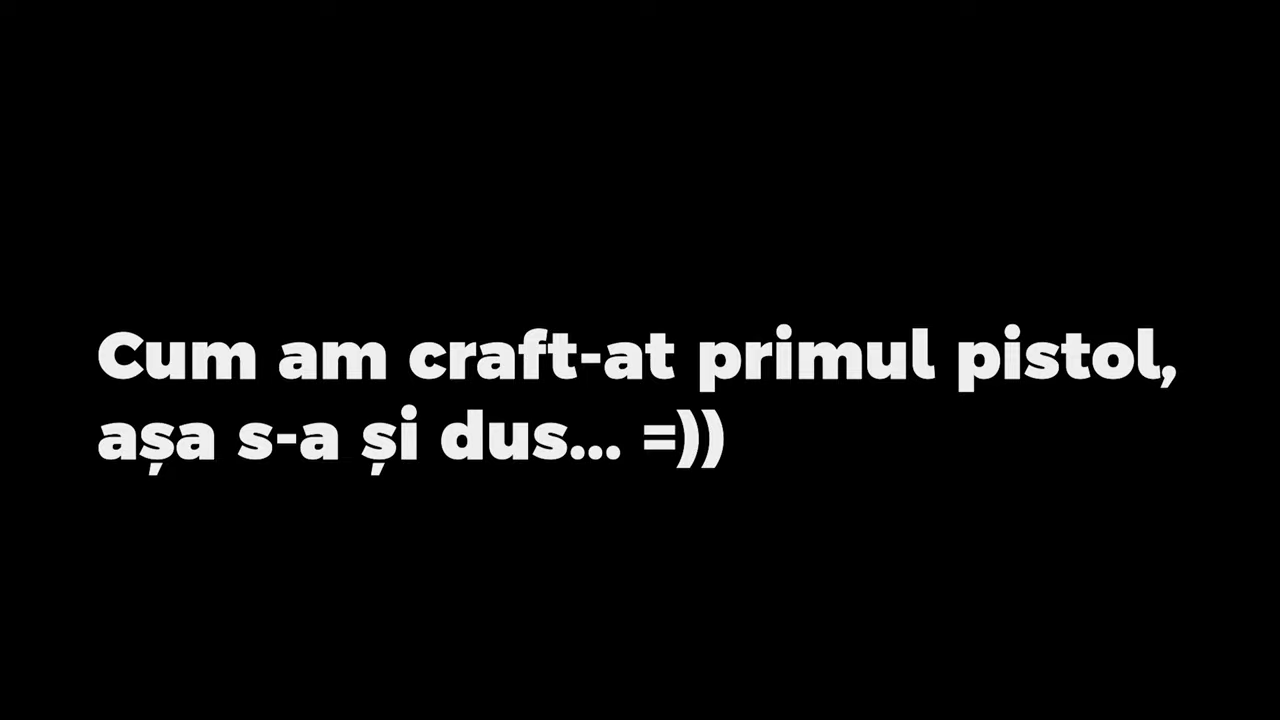 Cum am craft-at primul pistol,
așa s-a și dus... =))